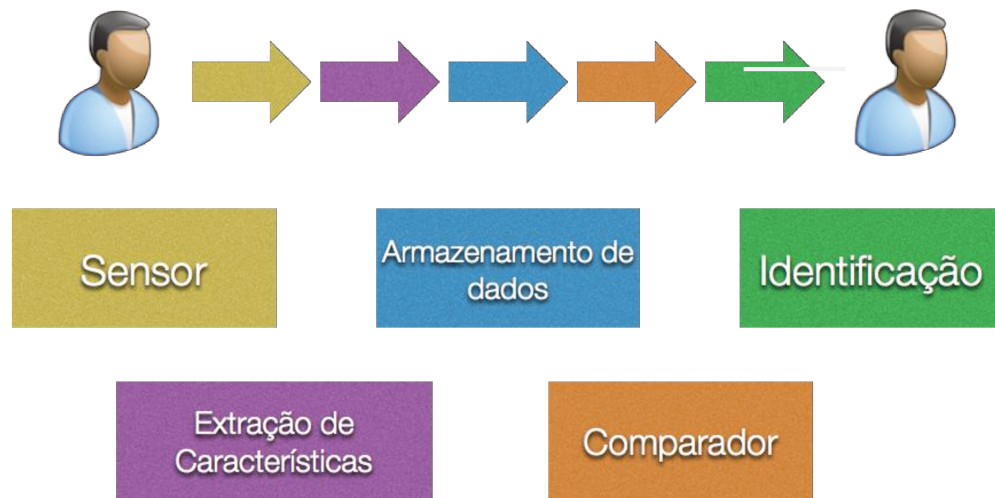 Sensor
Armazenamento de
dados
Identificação
Extração de
Características
Comparador